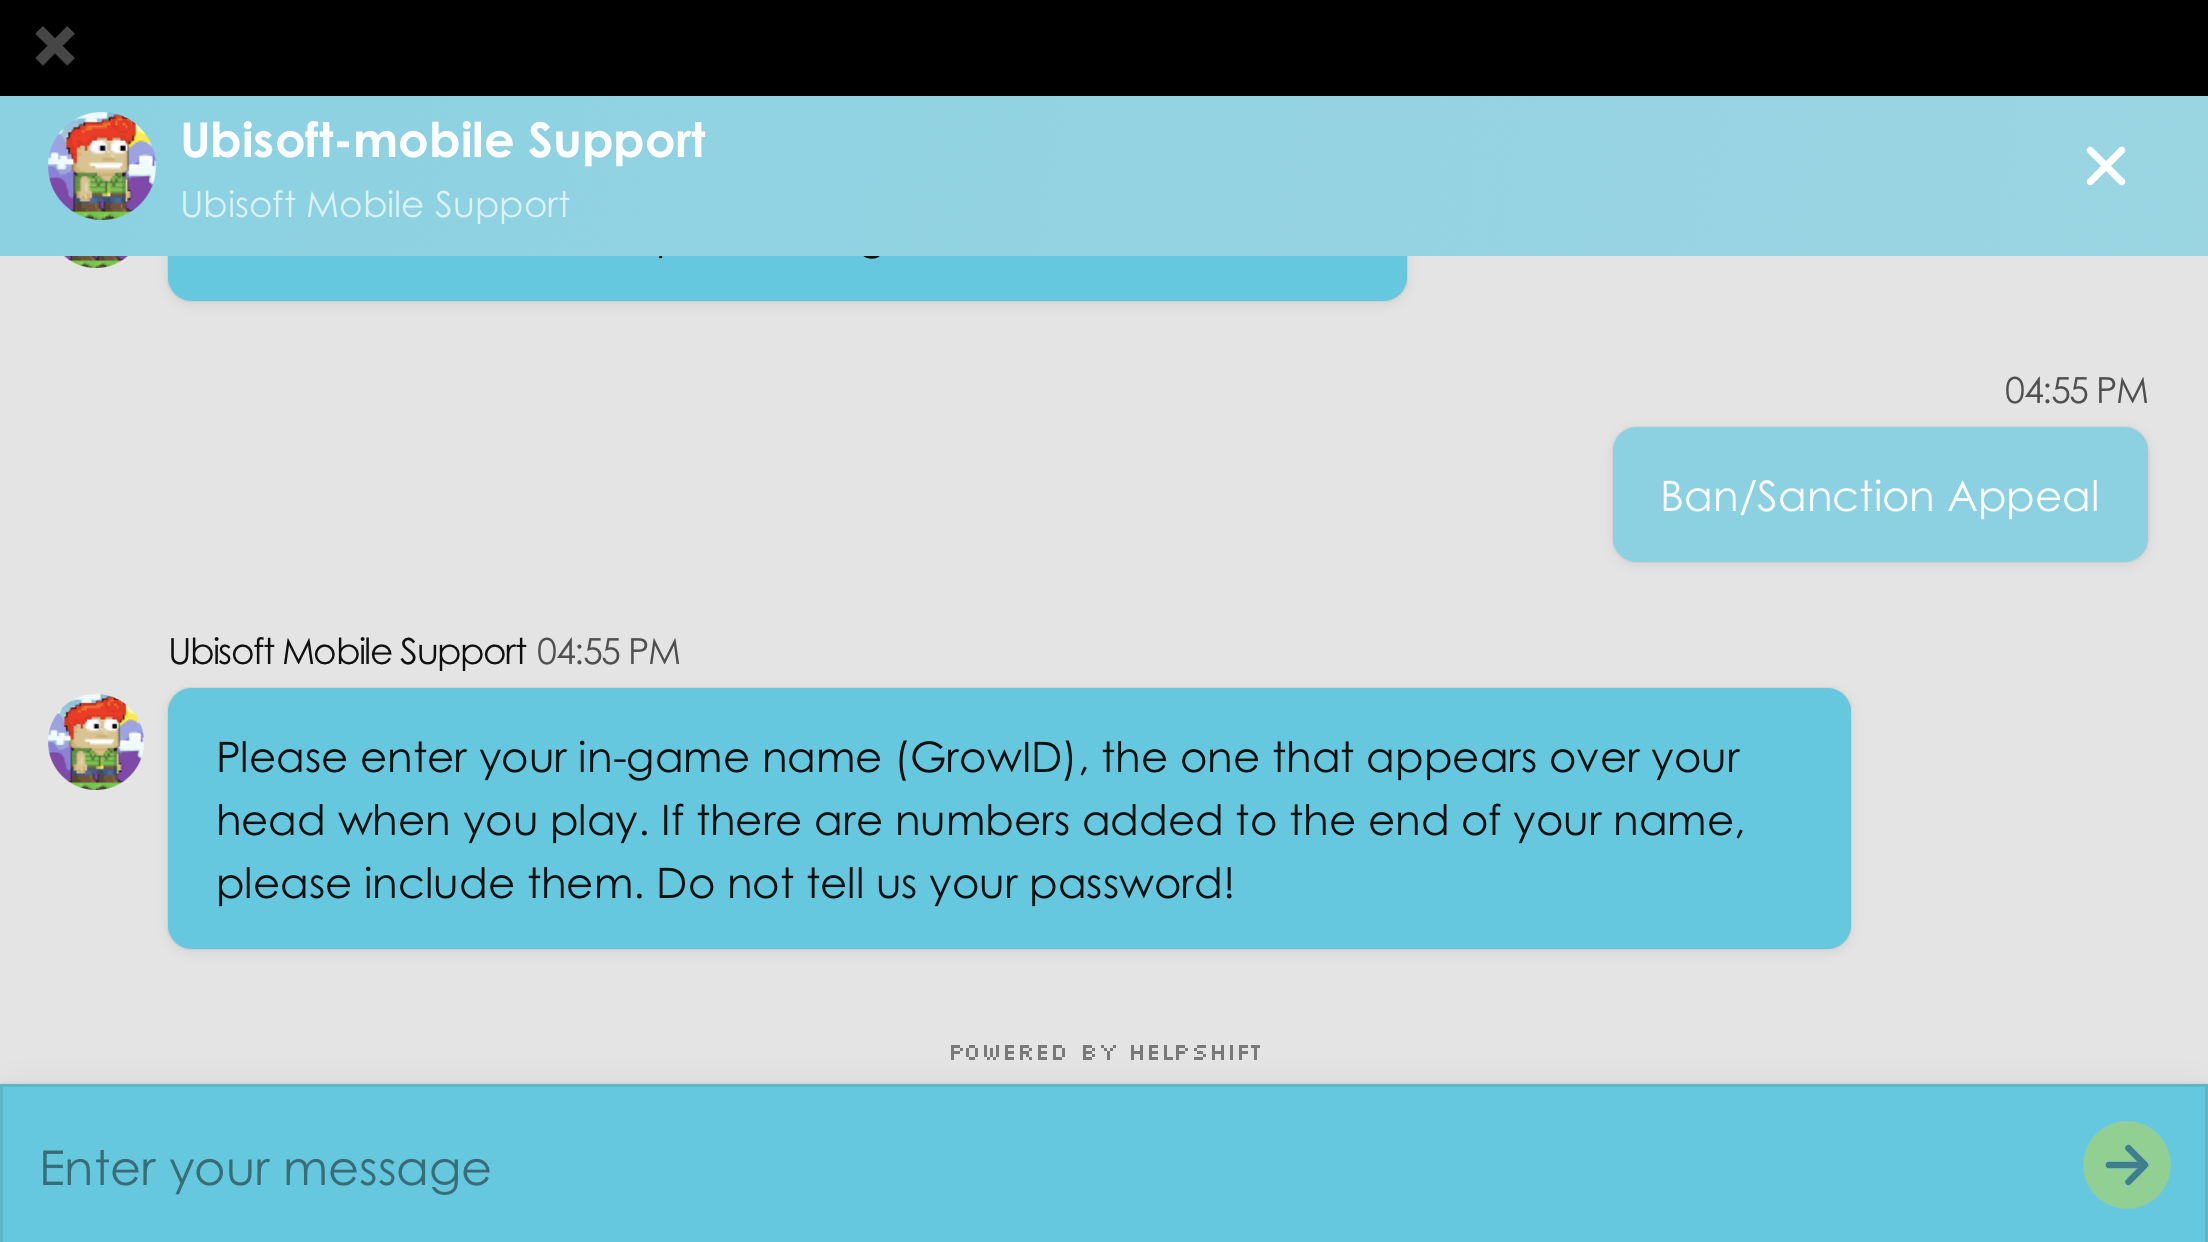 Ubisoft-mobile Support
Ubisoft Mobile Support
04:55 PM
Ban/Sanction Appeal
Ubisoft Mobile Support 04:55 PM
Please enter your in-game name (GrowID), the one that appears over your
head when you play. If there are numbers added to the end of your name,
please include them. Do not tell us your password!
POWERED BY HELPSHIFT
Enter your message